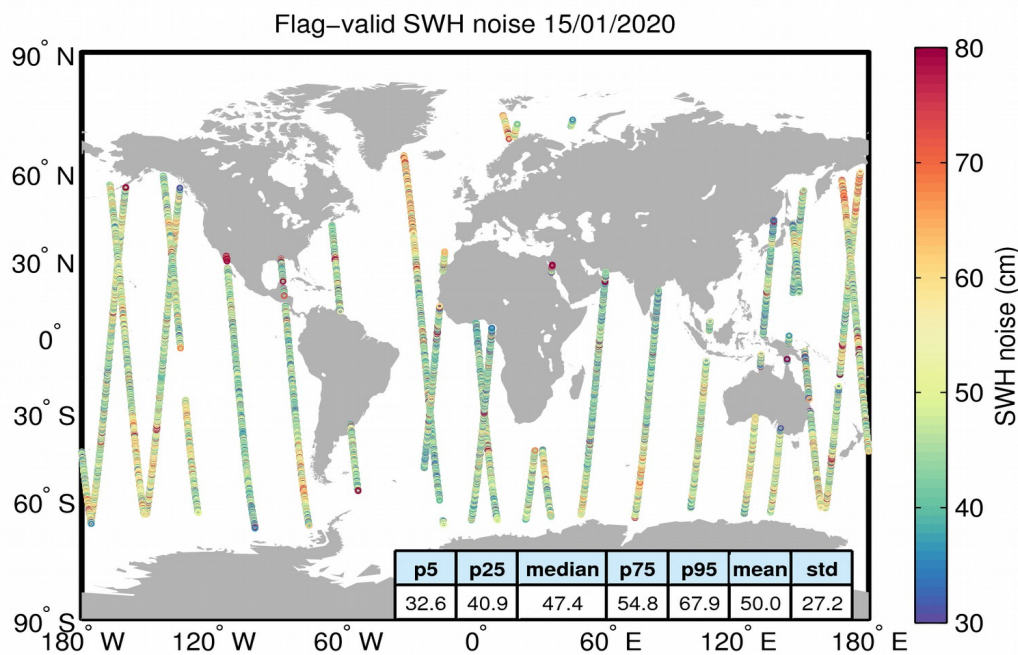 Flag−valid SWH noise 15/01/2020
90° N
60° N
30° N
0°
30° S
60° S
90° S
180° W
120° W
60° W
0°
60° E
120° E
180° E
p5 p25 median p75 p95 mean std
32.6 40.9 47.4 54.8 67.9 50.0 27.2
80
70
60
50
40
30
SWH noise (cm)